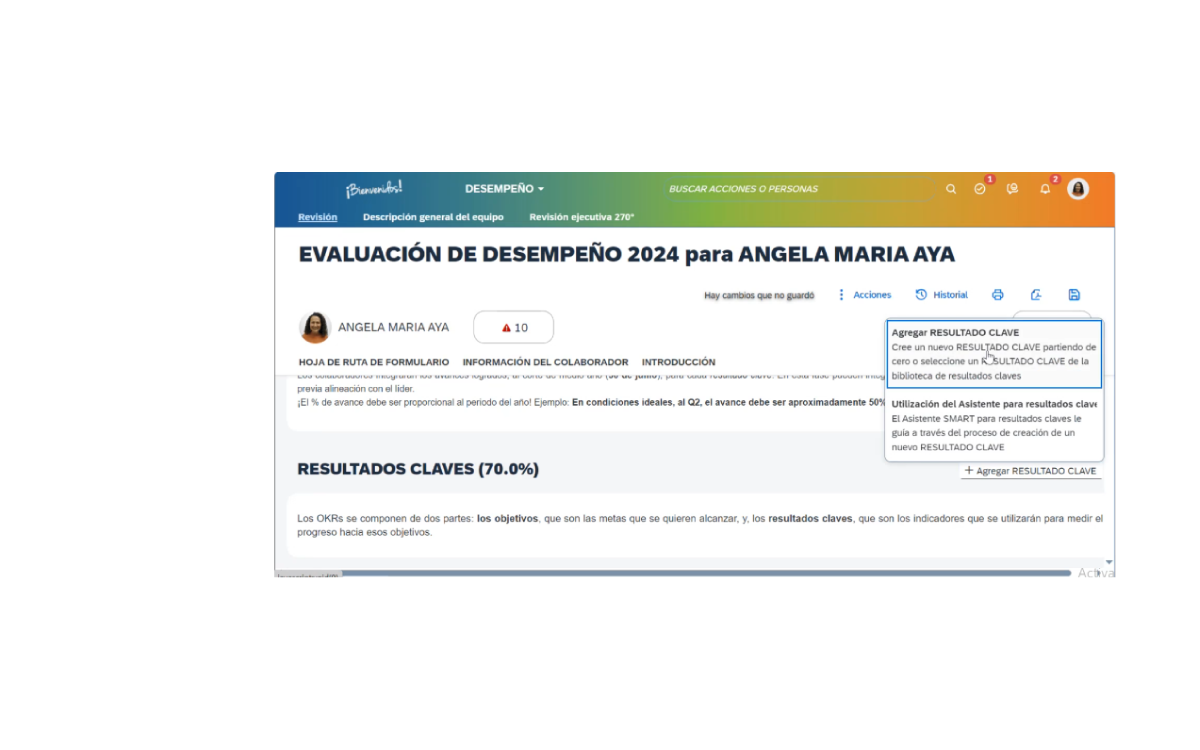 ¡Bienvenidos!
DESEMPEÑO
BUSCAR ACCIONES O PERSONAS
1
2
Revisión
Descripción general del equipo
Revisión ejecutiva 270°
EVALUACIÓN DE DESEMPEÑO 2024 para ANGELA MARIA AYA
Hay cambios que no guardó
Acciones
Historial
ANGELA MARIA AYA
10
HOJA DE RUTA DE FORMULARIO
INFORMACIÓN DEL COLABORADOR
INTRODUCCIÓN
Agregar RESULTADO CLAVE
Cree un nuevo RESULTADO CLAVE partiendo de
cero o seleccione un RESULTADO CLAVE de la
biblioteca de resultados claves
Utilización del Asistente para resultados clave
El Asistente SMART para resultados claves le
guía a través del proceso de creación de un
nuevo RESULTADO CLAVE
Los colaboradores integrarán los avances logrados, al corte de medio año (30 de junio), para cada resultado clave. En esta fase pueden integ
previa alineación con el líder.
¡El % de avance debe ser proporcional al periodo del año! Ejemplo: En condiciones ideales, al Q2, el avance debe ser aproximadamente 50%
RESULTADOS CLAVES (70.0%)
+ Agregar RESULTADO CLAVE
Los OKRs se componen de dos partes: los objetivos, que son las metas que se quieren alcanzar, y, los resultados claves, que son los indicadores que se utilizarán para medir el
progreso hacia esos objetivos.
Activa